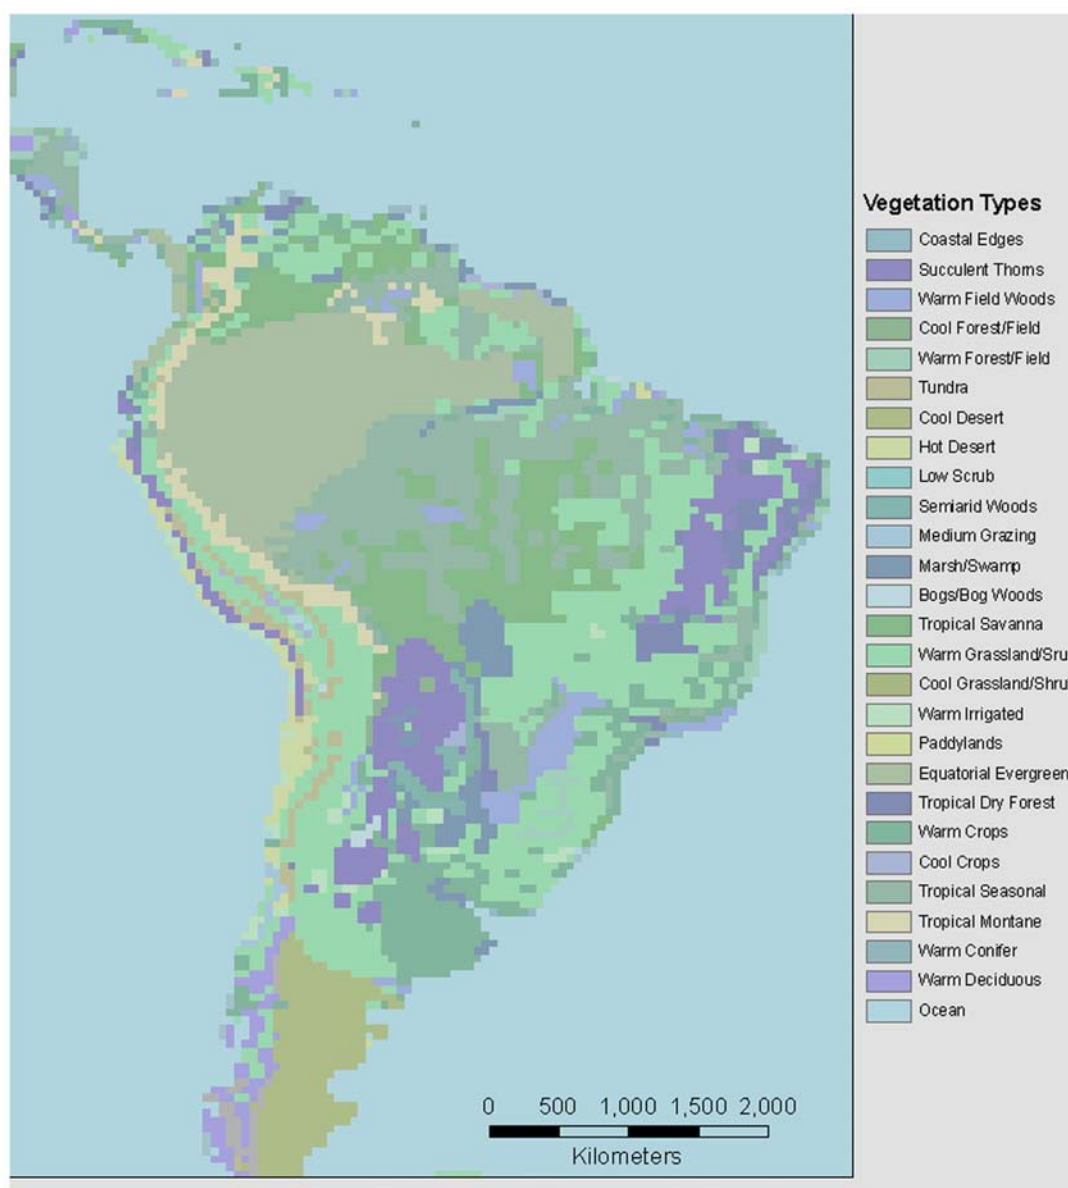 Vegetation Types
Coastal Edges
Succulent Thorns
Warm Field Woods
Cool Forest/Field
Warm Forest/Field
Tundra
Cool Desert
Hot Desert
Low Scrub
Semiarid Woods
Medium Grazing
Marsh/Swamp
Bogs/Bog Woods
Tropical Savanna
Warm Grassland/Sru
Cool Grassland/Shru
Warm Irrigated
Paddylands
Equatorial Evergreen
Tropical Dry Forest
Warm Crops
Cool Crops
Tropical Seasonal
Tropical Montane
Warm Conifer
Warm Deciduous
Ocean
0 500 1,000 1,500 2,000
Kilometers